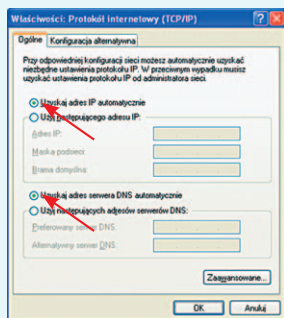 Właściwości: Protokół internetowy (TCP/IP)
Ogólne Konfiguracja alternatywna
Przy odpowiedniej konfiguracji sieci możesz automatycznie uzyskać
niezbędne ustawienia protokołu IP. W przeciwnym wypadku musisz
uzyskać ustawienia protokołu IP od administratora sieci.
Uzyskaj adres IP automatycznie
Użyj następującego adresu IP:
Adres IP:
Maska podsieci:
Brama domyślna:
Uzyskaj adres serwera DNS automatycznie
Użyj następujących adresów serwerów DNS:
Preferowany serwer DNS:
Alternatywny serwer DNS:
Zaawansowane...
OK Anuluj